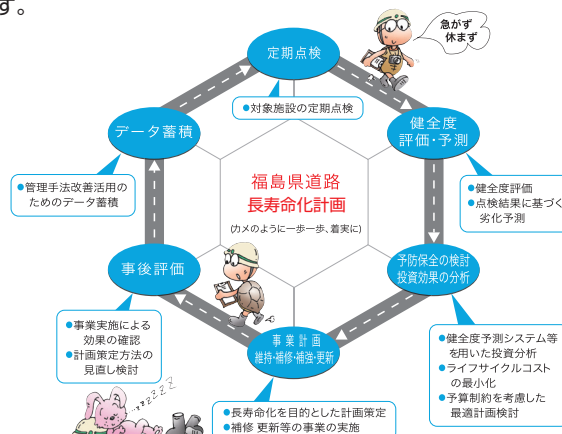 す。
急がず
休まず
定期点検
●対象施設の定期点検
データ蓄積
健全度
評価・予測
●管理手法改善活用の
ためのデータ蓄積
福島県道路
長寿命化計画
(カメのように一歩一歩、着実に)
●健全度評価
●点検結果に基づく
劣化予測
事後評価
予防保全の検討
投資効果の分析
●事業実施による
効果の確認
●計画策定方法の
見直し検討
事業計画
維持・補修・補強・更新
●健全度予測システム等
を用いた投資分析
●ライフサイクルコスト
の最小化
●予算制約を考慮した
最適計画検討
zzzzZZZ
●長寿命化を目的とした計画策定
●補修 更新等の事業の実施